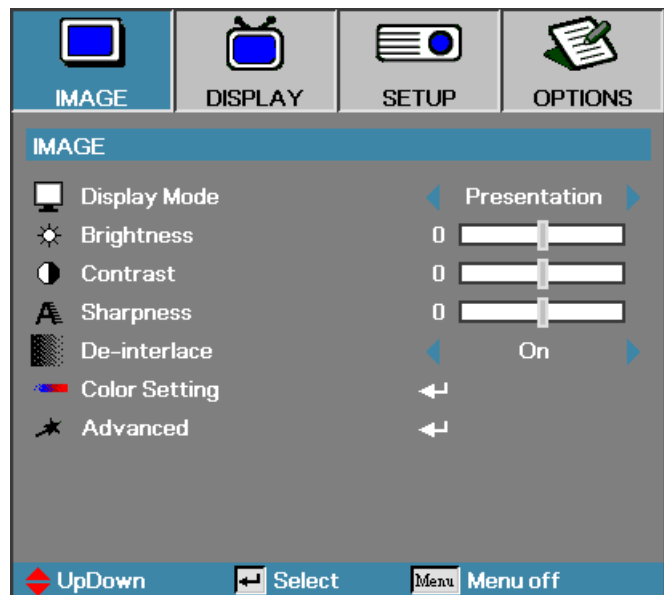 IMAGE DISPLAY SETUP OPTIONS
IMAGE
Display Mode Presentation
Brightness 0
Contrast 0
Sharpness 0
De-interlace On
Color Setting
Advanced
UpDown Select Menu Menu off